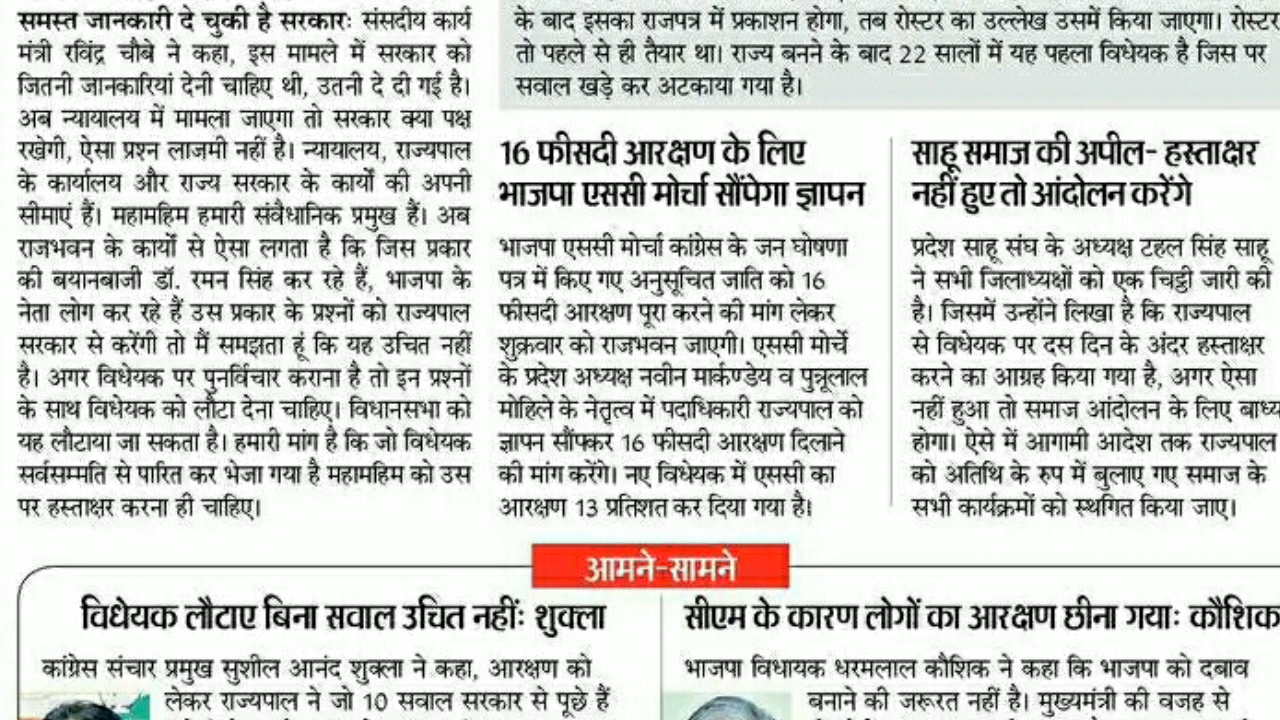 समस्त जानकारी दे चुकी है सरकारः संसदीय कार्य
मंत्री रविंद्र चौबे ने कहा, इस मामले में सरकार को
जितनी जानकारियां देनी चाहिए थी, उतनी दे दी गई है।
अब न्यायालय में मामला जाएगा तो सरकार क्या पक्ष
रखेगी, ऐसा प्रश्न लाजमी नहीं है। न्यायालय, राज्यपाल
के कार्यालय और राज्य सरकार के कार्यों की अपनी
सीमाएं हैं। महामहिम हमारी संवैधानिक प्रमुख हैं। अब
राजभवन के कार्यों से ऐसा लगता है कि जिस प्रकार
की बयानबाजी डॉ. रमन सिंह कर रहे हैं, भाजपा के
नेता लोग कर रहे हैं उस प्रकार के प्रश्नों को राज्यपाल
सरकार से करेंगी तो मैं समझता हूं कि यह उचित नहीं
है। अगर विधेयक पर पुनर्विचार कराना है तो इन प्रश्नों
के साथ विधेयक को लौटा देना चाहिए। विधानसभा को
यह लौटाया जा सकता है। हमारी मांग है कि जो विधेयक
सर्वसम्मति से पारित कर भेजा गया है महामहिम को उस
पर हस्ताक्षर करना ही चाहिए।
के बाद इसका राजपत्र में प्रकाशन होगा, तब रोस्टर का उल्लेख उसमें किया जाएगा। रोस्टर
तो पहले से ही तैयार था। राज्य बनने के बाद 22 सालों में यह पहला विधेयक है जिस पर
सवाल खड़े कर अटकाया गया है।
16 फीसदी आरक्षण के लिए
भाजपा एससी मोर्चा सौंपेगा ज्ञापन
भाजपा एससी मोर्चा कांग्रेस के जन घोषणा
पत्र में किए गए अनुसूचित जाति को 16
फीसदी आरक्षण पूरा करने की मांग लेकर
शुक्रवार को राजभवन जाएगी। एससी मोर्चे
के प्रदेश अध्यक्ष नवीन मार्कण्डेय व पुन्नूलाल
मोहिले के नेतृत्व में पदाधिकारी राज्यपाल को
ज्ञापन सौंपकर 16 फीसदी आरक्षण दिलाने
की मांग करेंगे। नए विधेयक में एससी का
आरक्षण 13 प्रतिशत कर दिया गया है।
साहू समाज की अपील- हस्ताक्षर
नहीं हुए तो आंदोलन करेंगे
प्रदेश साहू संघ के अध्यक्ष टहल सिंह साहू
ने सभी जिलाध्यक्षों को एक चिट्ठी जारी की
है। जिसमें उन्होंने लिखा है कि राज्यपाल
से विधेयक पर दस दिन के अंदर हस्ताक्षर
करने का आग्रह किया गया है, अगर ऐसा
नहीं हुआ तो समाज आंदोलन के लिए बाध्य
होगा। ऐसे में आगामी आदेश तक राज्यपाल
को अतिथि के रुप में बुलाए गए समाज के
सभी कार्यक्रमों को स्थगित किया जाए।
आमने-सामने
विधेयक लौटाए बिना सवाल उचित नहींः शुक्ला
कांग्रेस संचार प्रमुख सुशील आनंद शुक्ला ने कहा, आरक्षण को
लेकर राज्यपाल ने जो 10 सवाल सरकार से पूछे हैं
सीएम के कारण लोगों का आरक्षण छीना गयाः कौशिक
भाजपा विधायक धरमलाल कौशिक ने कहा कि भाजपा को दबाव
बनाने की जरूरत नहीं है। मुख्यमंत्री की वजह से